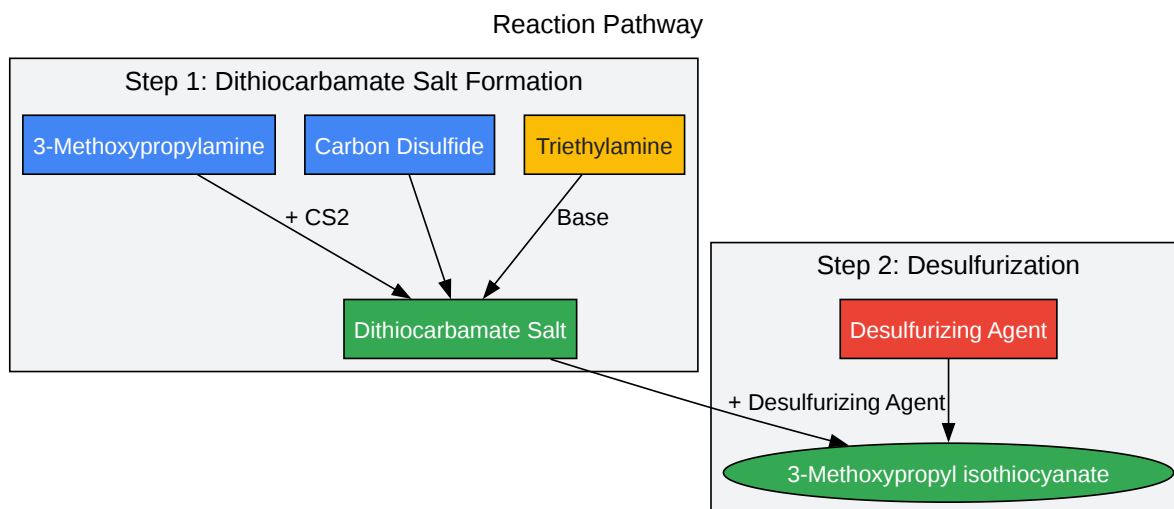 Reaction Pathway
Step 1: Dithiocarbamate Salt Formation
3-Methoxypropylamine
Carbon Disulfide
Triethylamine
+ CS2
Base
Dithiocarbamate Salt
Step 2: Desulfurization
Desulfurizing Agent
+ Desulfurizing Agent
3-Methoxypropyl isothiocyanate